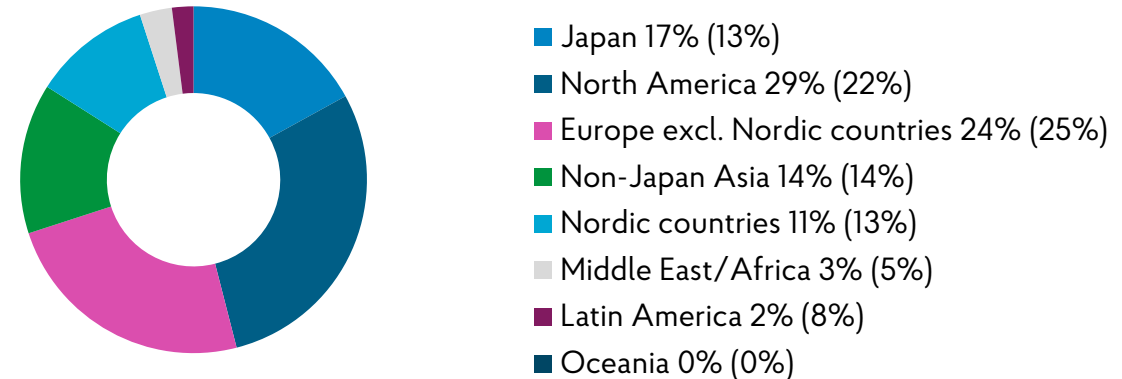 Japan 17% (13%)
North America 29% (22%)
Europe excl. Nordic countries 24% (25%)
Non-Japan Asia 14% (14%)
Nordic countries 11% (13%)
Middle East/Africa 3% (5%)
Latin America 2% (8%)
Oceania 0% (0%)